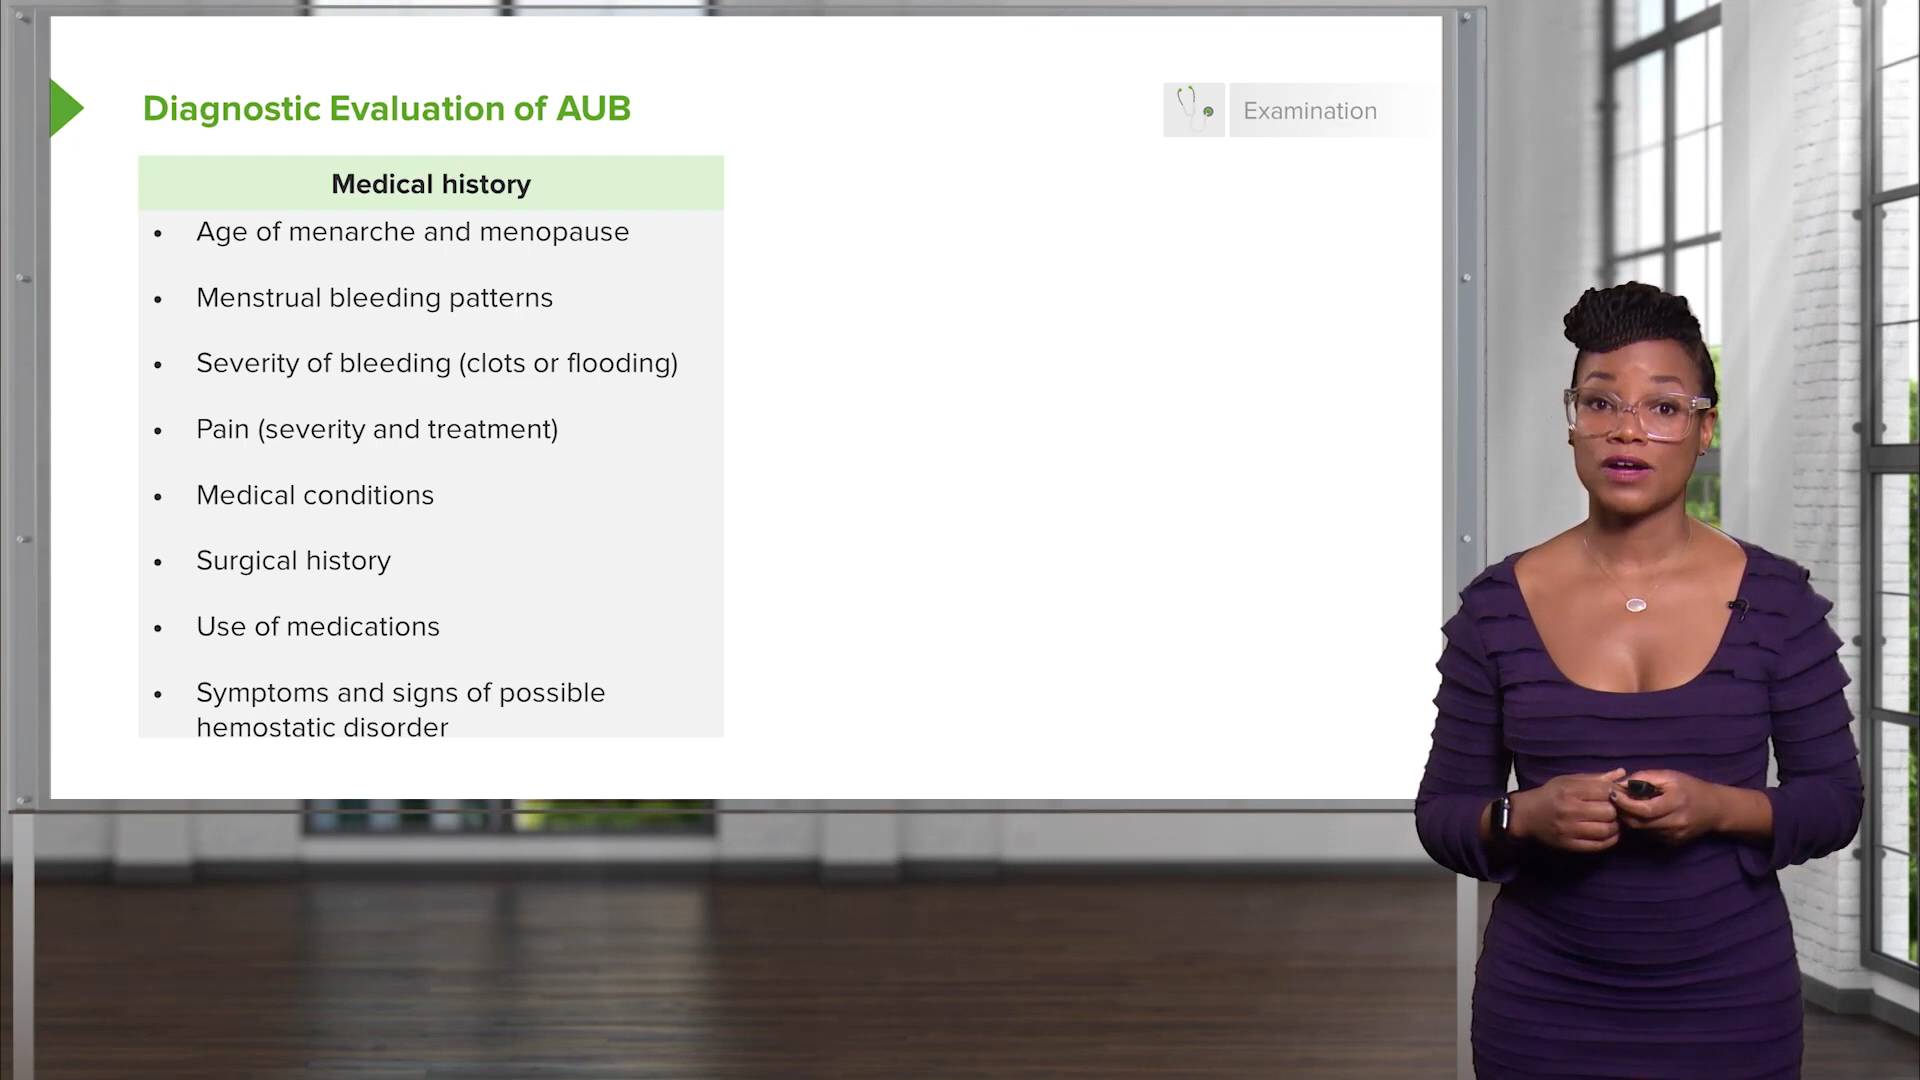 Diagnostic Evaluation of AUB
Examination
Medical history
• Age of menarche and menopause
• Menstrual bleeding patterns
• Severity of bleeding (clots or flooding)
• Pain (severity and treatment)
• Medical conditions
• Surgical history
• Use of medications
• Symptoms and signs of possible
hemostatic disorder